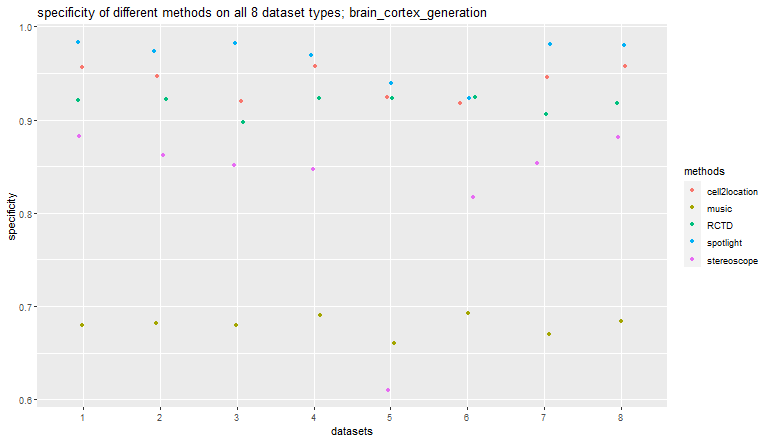 specificity of different methods on all 8 dataset types; brain_cortex_generation
1.0
0.9
0.8
0.7
0.6
specificity
1 2 3 4 5 6 7 8
datasets
methods
cell2location
music
RCTD
spotlight
stereoscope